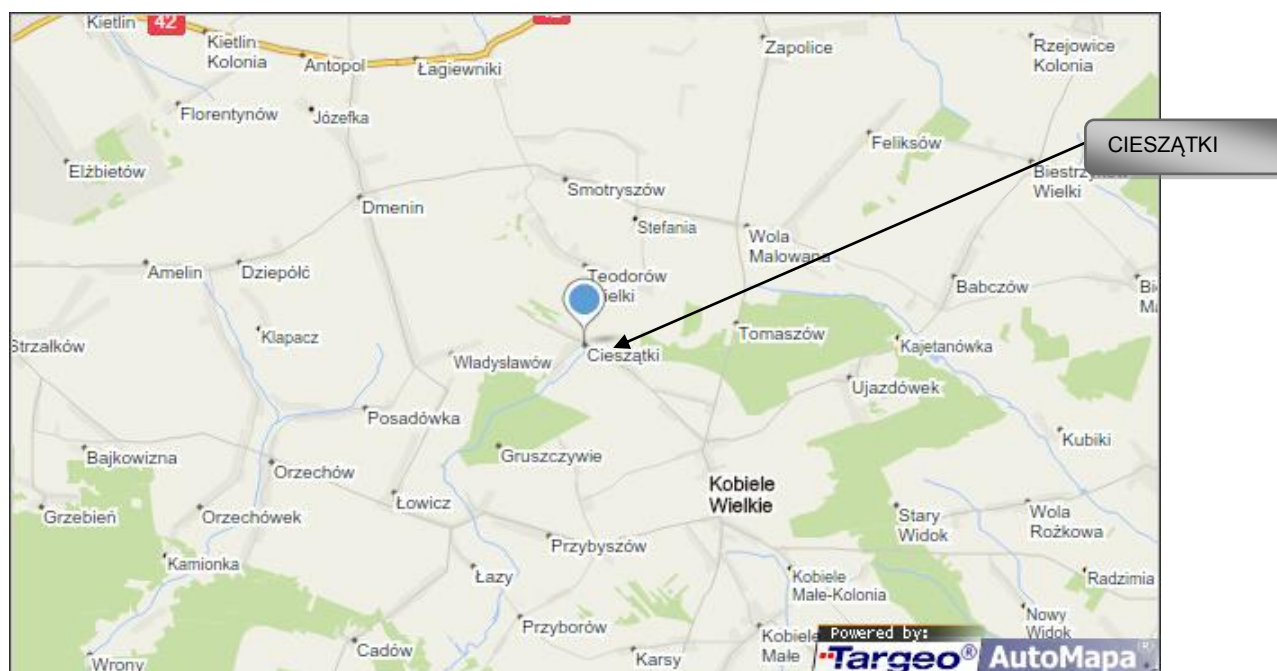 Kietlin
42
42
Kietlin
Kolonia
Antopol
Łagiewniki
Zapolice
Rzejowice
Kolonia
Florentynów
Józefka
Feliksów
CIESZĄTKI
Elżbietów
Smotryszów
Wielki
Dmenin
Stefania
Wola
Malowana
Amelin
Dziepółć
Teodorów
Babczów
Klapacz
Tomaszów
Kajetanówka
Strzałków
Władysławów
Cieszątki
Ujazdówek
Posadówka
Kubiki
Bajkowizna
Gruszczywie
Orzechów
Kobiele
Wielkie
Łowicz
Grzebień
Orzechówek
Stary
Widok
Wola
Rożkowa
Przybyszów
Kamionka
Łazy
Kobiele
Małe-Kolonia
Radzimia
Nowy
Widok
Przyborów
Kobiele
Małe
Powered by:
Targeo® AutoMapa®
Cadów
Karsy
Wrony